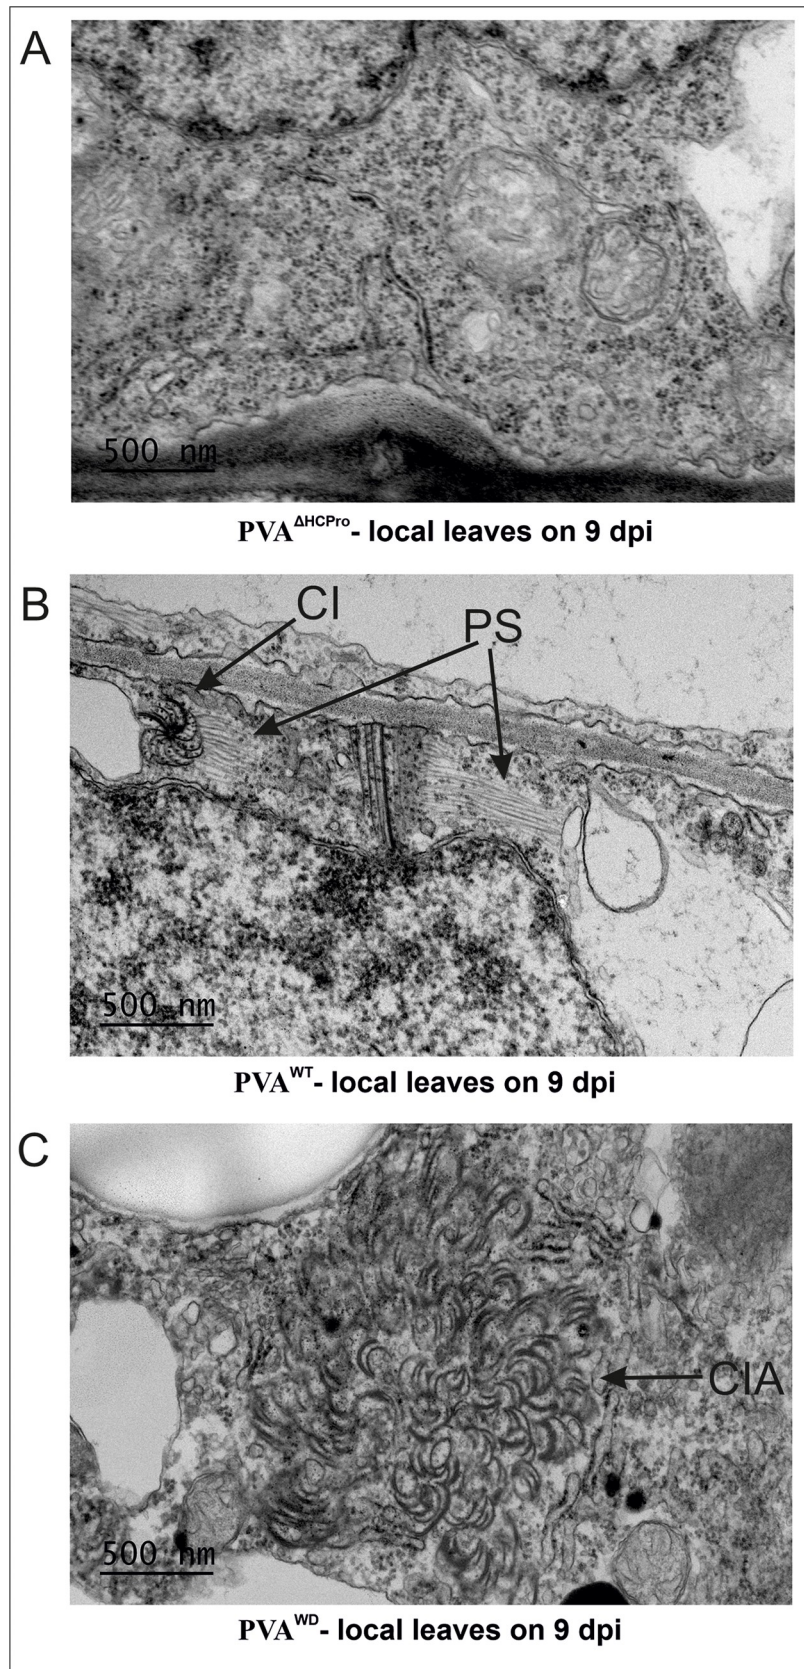 A
500 nm
PVAΔHCPro- local leaves on 9 dpi
B
CI
PS
500 nm
PVAWT- local leaves on 9 dpi
C
CIA
500 nm
PVAWD- local leaves on 9 dpi